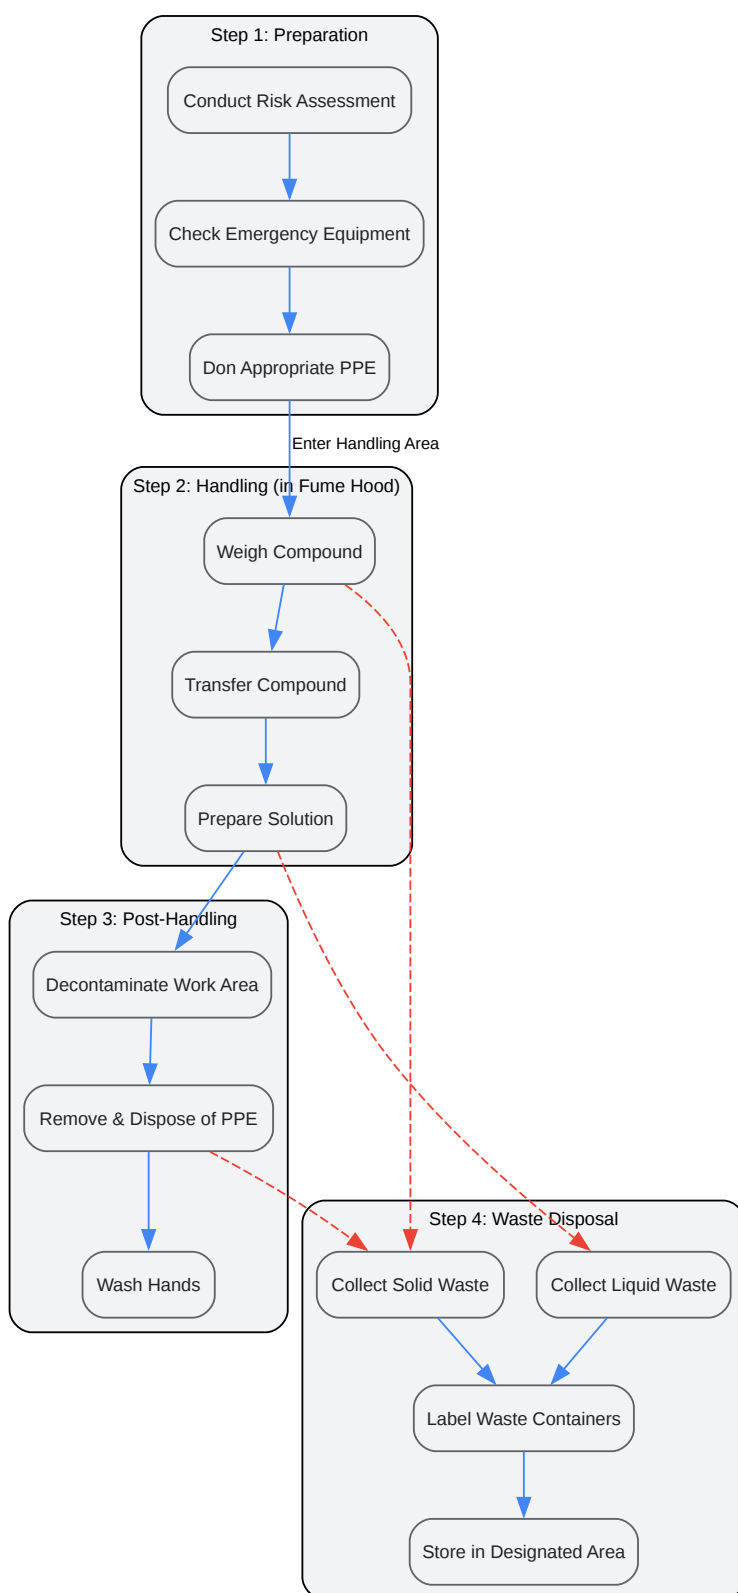 Step 1: Preparation
Conduct Risk Assessment
Check Emergency Equipment
Don Appropriate PPE
Enter Handling Area
Step 2: Handling (in Fume Hood)
Weigh Compound
Transfer Compound
Prepare Solution
Step 3: Post-Handling
Decontaminate Work Area
Remove & Dispose of PPE
Wash Hands
Step 4: Waste Disposal
Collect Solid Waste
Collect Liquid Waste
Label Waste Containers
Store in Designated Area